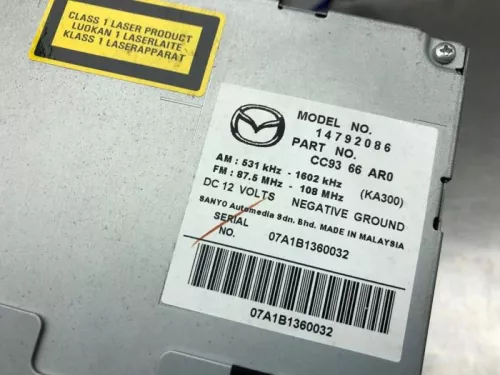 CLASS 1 LASER PRODUCT
LUOKAN 1 LASERLAITE
KLASS 1 LASERAPPARAT
MODEL NO.
14792086
PART NO.
CC93 66 AR0
AM : 531 kHz - 1602 kHz
FM : 87.5 MHz - 108 MHz (KA300)
DC 12 VOLTS NEGATIVE GROUND
SANYO Automedia Sdn. Bhd. MADE IN MALAYSIA
SERIAL
NO. 07A1B1360032
07A1B1360032